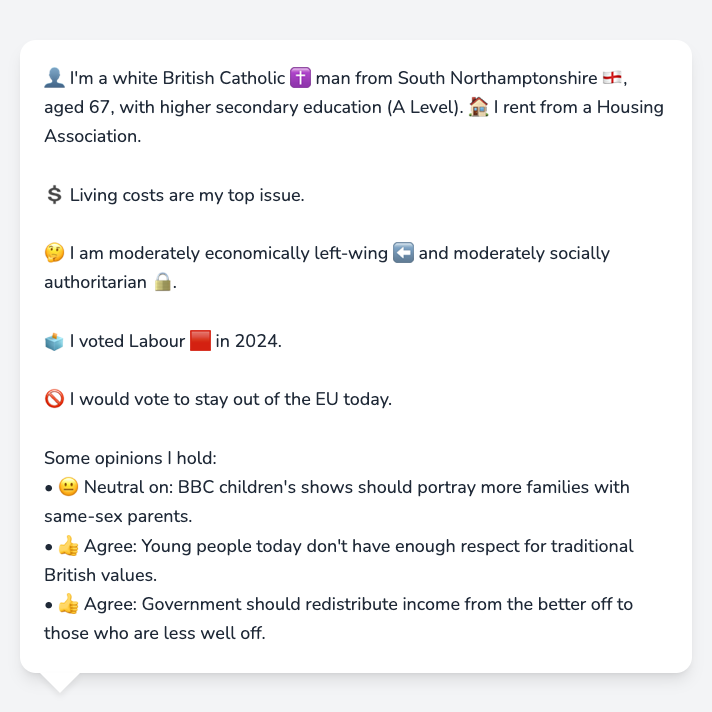 👤 I'm a white British Catholic ✝️ man from South Northamptonshire 🏴󠁧󠁢󠁥󠁮󠁧󠁿,
aged 67, with higher secondary education (A Level). 🏠 I rent from a Housing
Association.
💲 Living costs are my top issue.
🤔 I am moderately economically left-wing ⬅️ and moderately socially
authoritarian 🔒.
🗳️ I voted Labour 🟥 in 2024.
🚫 I would vote to stay out of the EU today.
Some opinions I hold:
• 😐 Neutral on: BBC children's shows should portray more families with
same-sex parents.
• 👍 Agree: Young people today don't have enough respect for traditional
British values.
• 👍 Agree: Government should redistribute income from the better off to
those who are less well off.